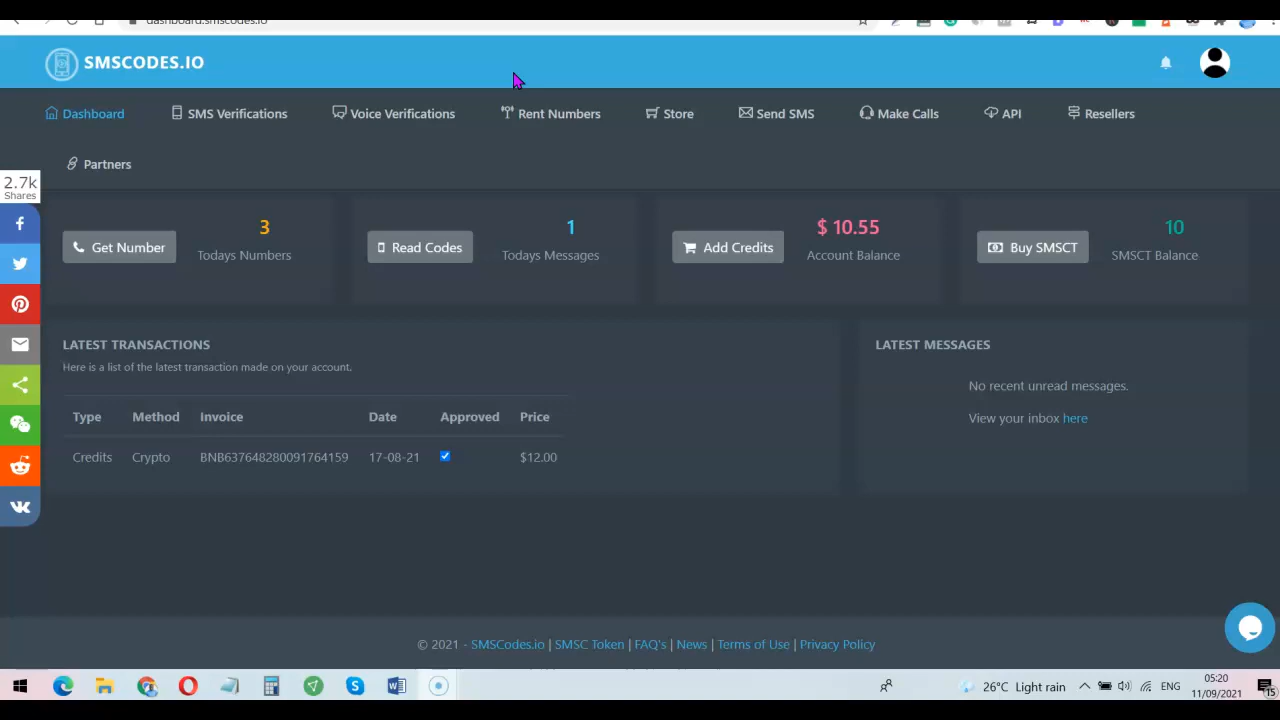 dashboard.smscodes.io
SMSCODES.IO
Dashboard SMS Verifications Voice Verifications Rent Numbers Store Send SMS Make Calls API Resellers
Partners
2.7k
Shares
Get Number 3 Todays Numbers
Read Codes 1 Todays Messages
Add Credits $ 10.55 Account Balance
Buy SMSCT 10 SMSCT Balance
LATEST TRANSACTIONS
Here is a list of the latest transaction made on your account.
Type Method Invoice Date Approved Price
Credits Crypto BNB637648280091764159 17-08-21 $12.00
LATEST MESSAGES
No recent unread messages.
View your inbox here
© 2021 - SMSCodes.io | SMSC Token | FAQ's | News | Terms of Use | Privacy Policy
26°C Light rain ENG 05:20
11/09/2021 15